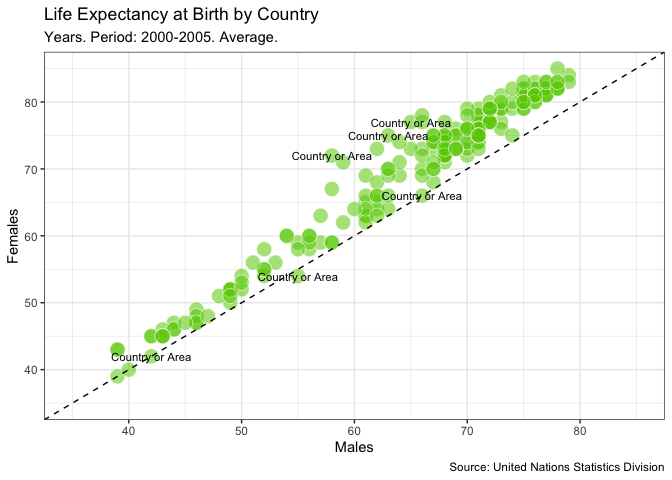 Life Expectancy at Birth by Country
Years. Period: 2000-2005. Average.
80
70
60
50
40
Females
Country or Area
Country or Area
Country or Area
Country or Area
Country or Area
Country or Area
40
50
60
70
80
Males
Source: United Nations Statistics Division